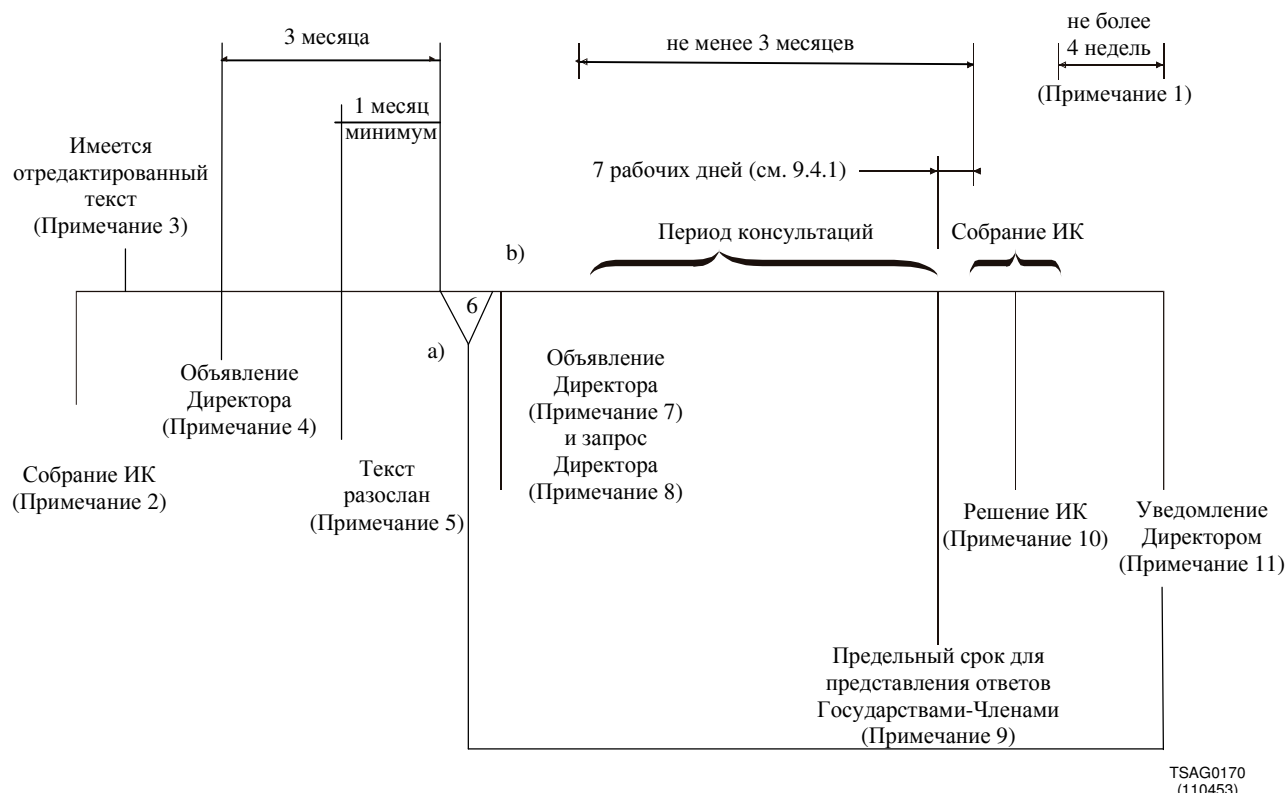 3 месяца
не менее 3 месяцев
не более
4 недель
(Примечание 1)
1 месяц
минимум
Имеется
отредактированный
текст
(Примечание 3)
7 рабочих дней (см. 9.4.1)
b)
Период консультаций
Собрание ИК
6
a)
Объявление
Директора
(Примечание 4)
Собрание ИК
(Примечание 2)
Текст
разослан
(Примечание 5)
Объявление
Директора
(Примечание 7)
и запрос
Директора
(Примечание 8)
Решение ИК
(Примечание 10)
Уведомление
Директором
(Примечание 11)
Предельный срок для
представления ответов
Государствами-Членами
(Примечание 9)
TSAG0170
(110453)